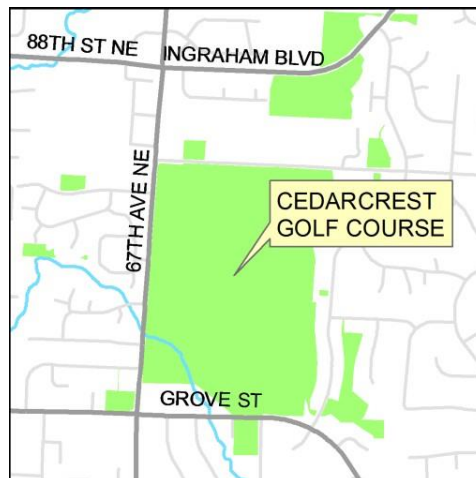 88TH ST NE
INGRAHAM BLVD
67TH AVE NE
CEDARCREST
GOLF COURSE
GROVE ST